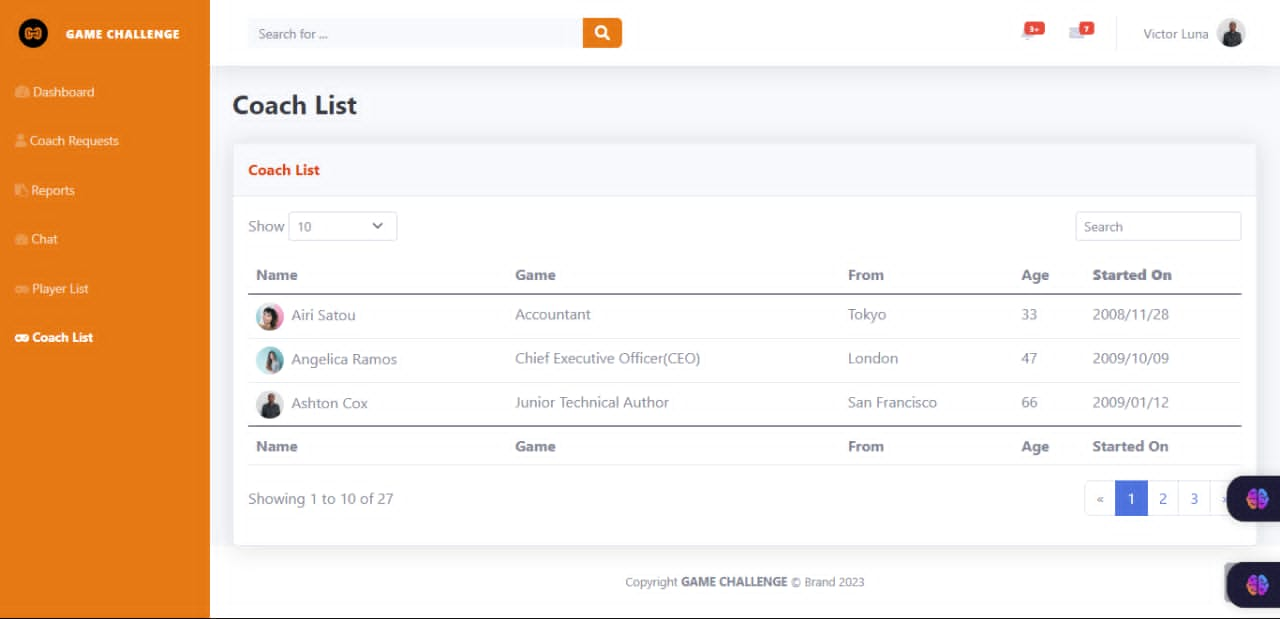 GAME CHALLENGE
Search for ...
3+
7
Victor Luna
Dashboard
Coach Requests
Reports
Chat
Player List
Coach List
Coach List
Coach List
Show 10
Search
Name Game From Age Started On
Airi Satou Accountant Tokyo 33 2008/11/28
Angelica Ramos Chief Executive Officer(CEO) London 47 2009/10/09
Ashton Cox Junior Technical Author San Francisco 66 2009/01/12
Name Game From Age Started On
Showing 1 to 10 of 27
« 1 2 3
Copyright GAME CHALLENGE © Brand 2023